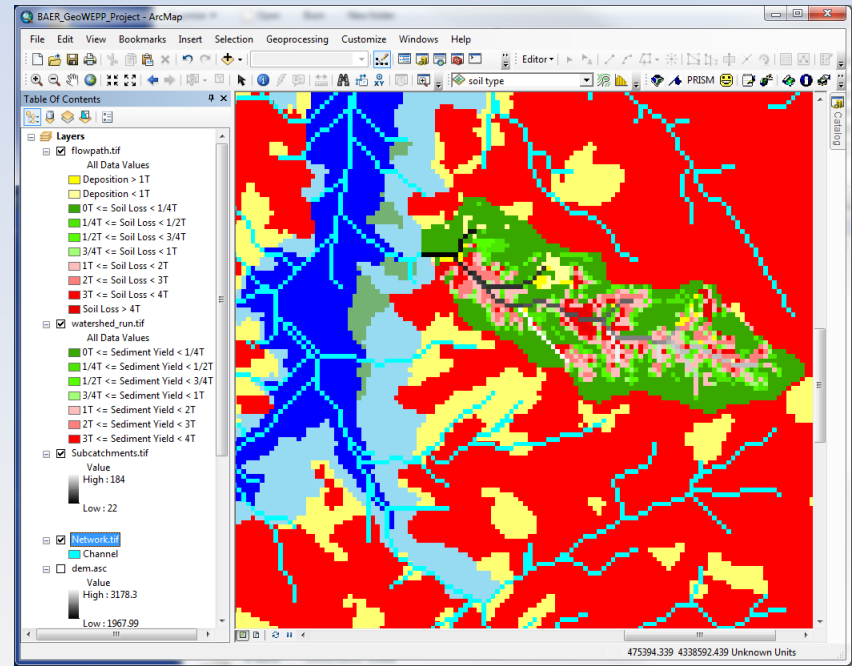 BAER_GeoWEPP_Project - ArcMap
File Edit View Bookmarks Insert Selection Geoprocessing Customize Windows Help
Editor
soil type
PRISM
Table Of Contents
Catalog
Layers
flowpath.tif
All Data Values
Deposition > 1T
Deposition < 1T
0T <= Soil Loss < 1/4T
1/4T <= Soil Loss < 1/2T
1/2T <= Soil Loss < 3/4T
3/4T <= Soil Loss < 1T
1T <= Soil Loss < 2T
2T <= Soil Loss < 3T
3T <= Soil Loss < 4T
Soil Loss > 4T
watershed_run.tif
All Data Values
0T <= Sediment Yield < 1/4T
1/4T <= Sediment Yield < 1/2T
1/2T <= Sediment Yield < 3/4T
3/4T <= Sediment Yield < 1T
1T <= Sediment Yield < 2T
2T <= Sediment Yield < 3T
3T <= Sediment Yield < 4T
Subcatchments.tif
Value
High : 184
Low : 22
Network.tif
Channel
dem.asc
Value
High : 3178.3
Low : 1967.99
475394.339 4338592.439 Unknown Units